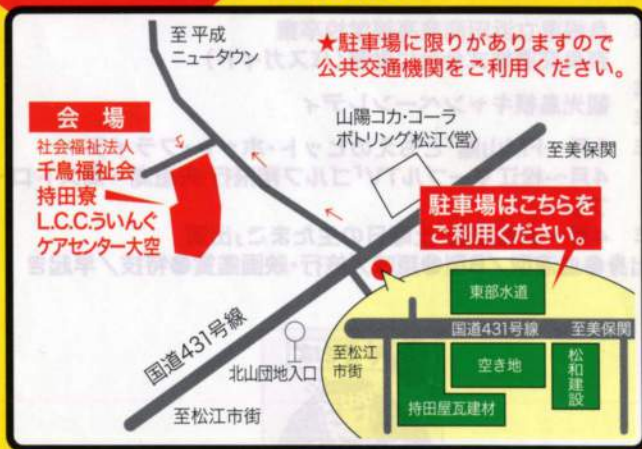 至 平成
ニュータウン
★駐車場に限りがありますので
公共交通機関をご利用ください。
会場
社会福祉法人
千鳥福祉会
持田寮
L.C.C.ういんぐ
ケアセンター大空
山陽コカ・コーラ
ボトリング松江〈営〉
至美保関
駐車場はこちらを
ご利用ください。
国道431号線
北山団地入口
至松江市街
東部水道
国道431号線
至美保関
至松江
市街
空き地
松和建設
持田屋瓦建材